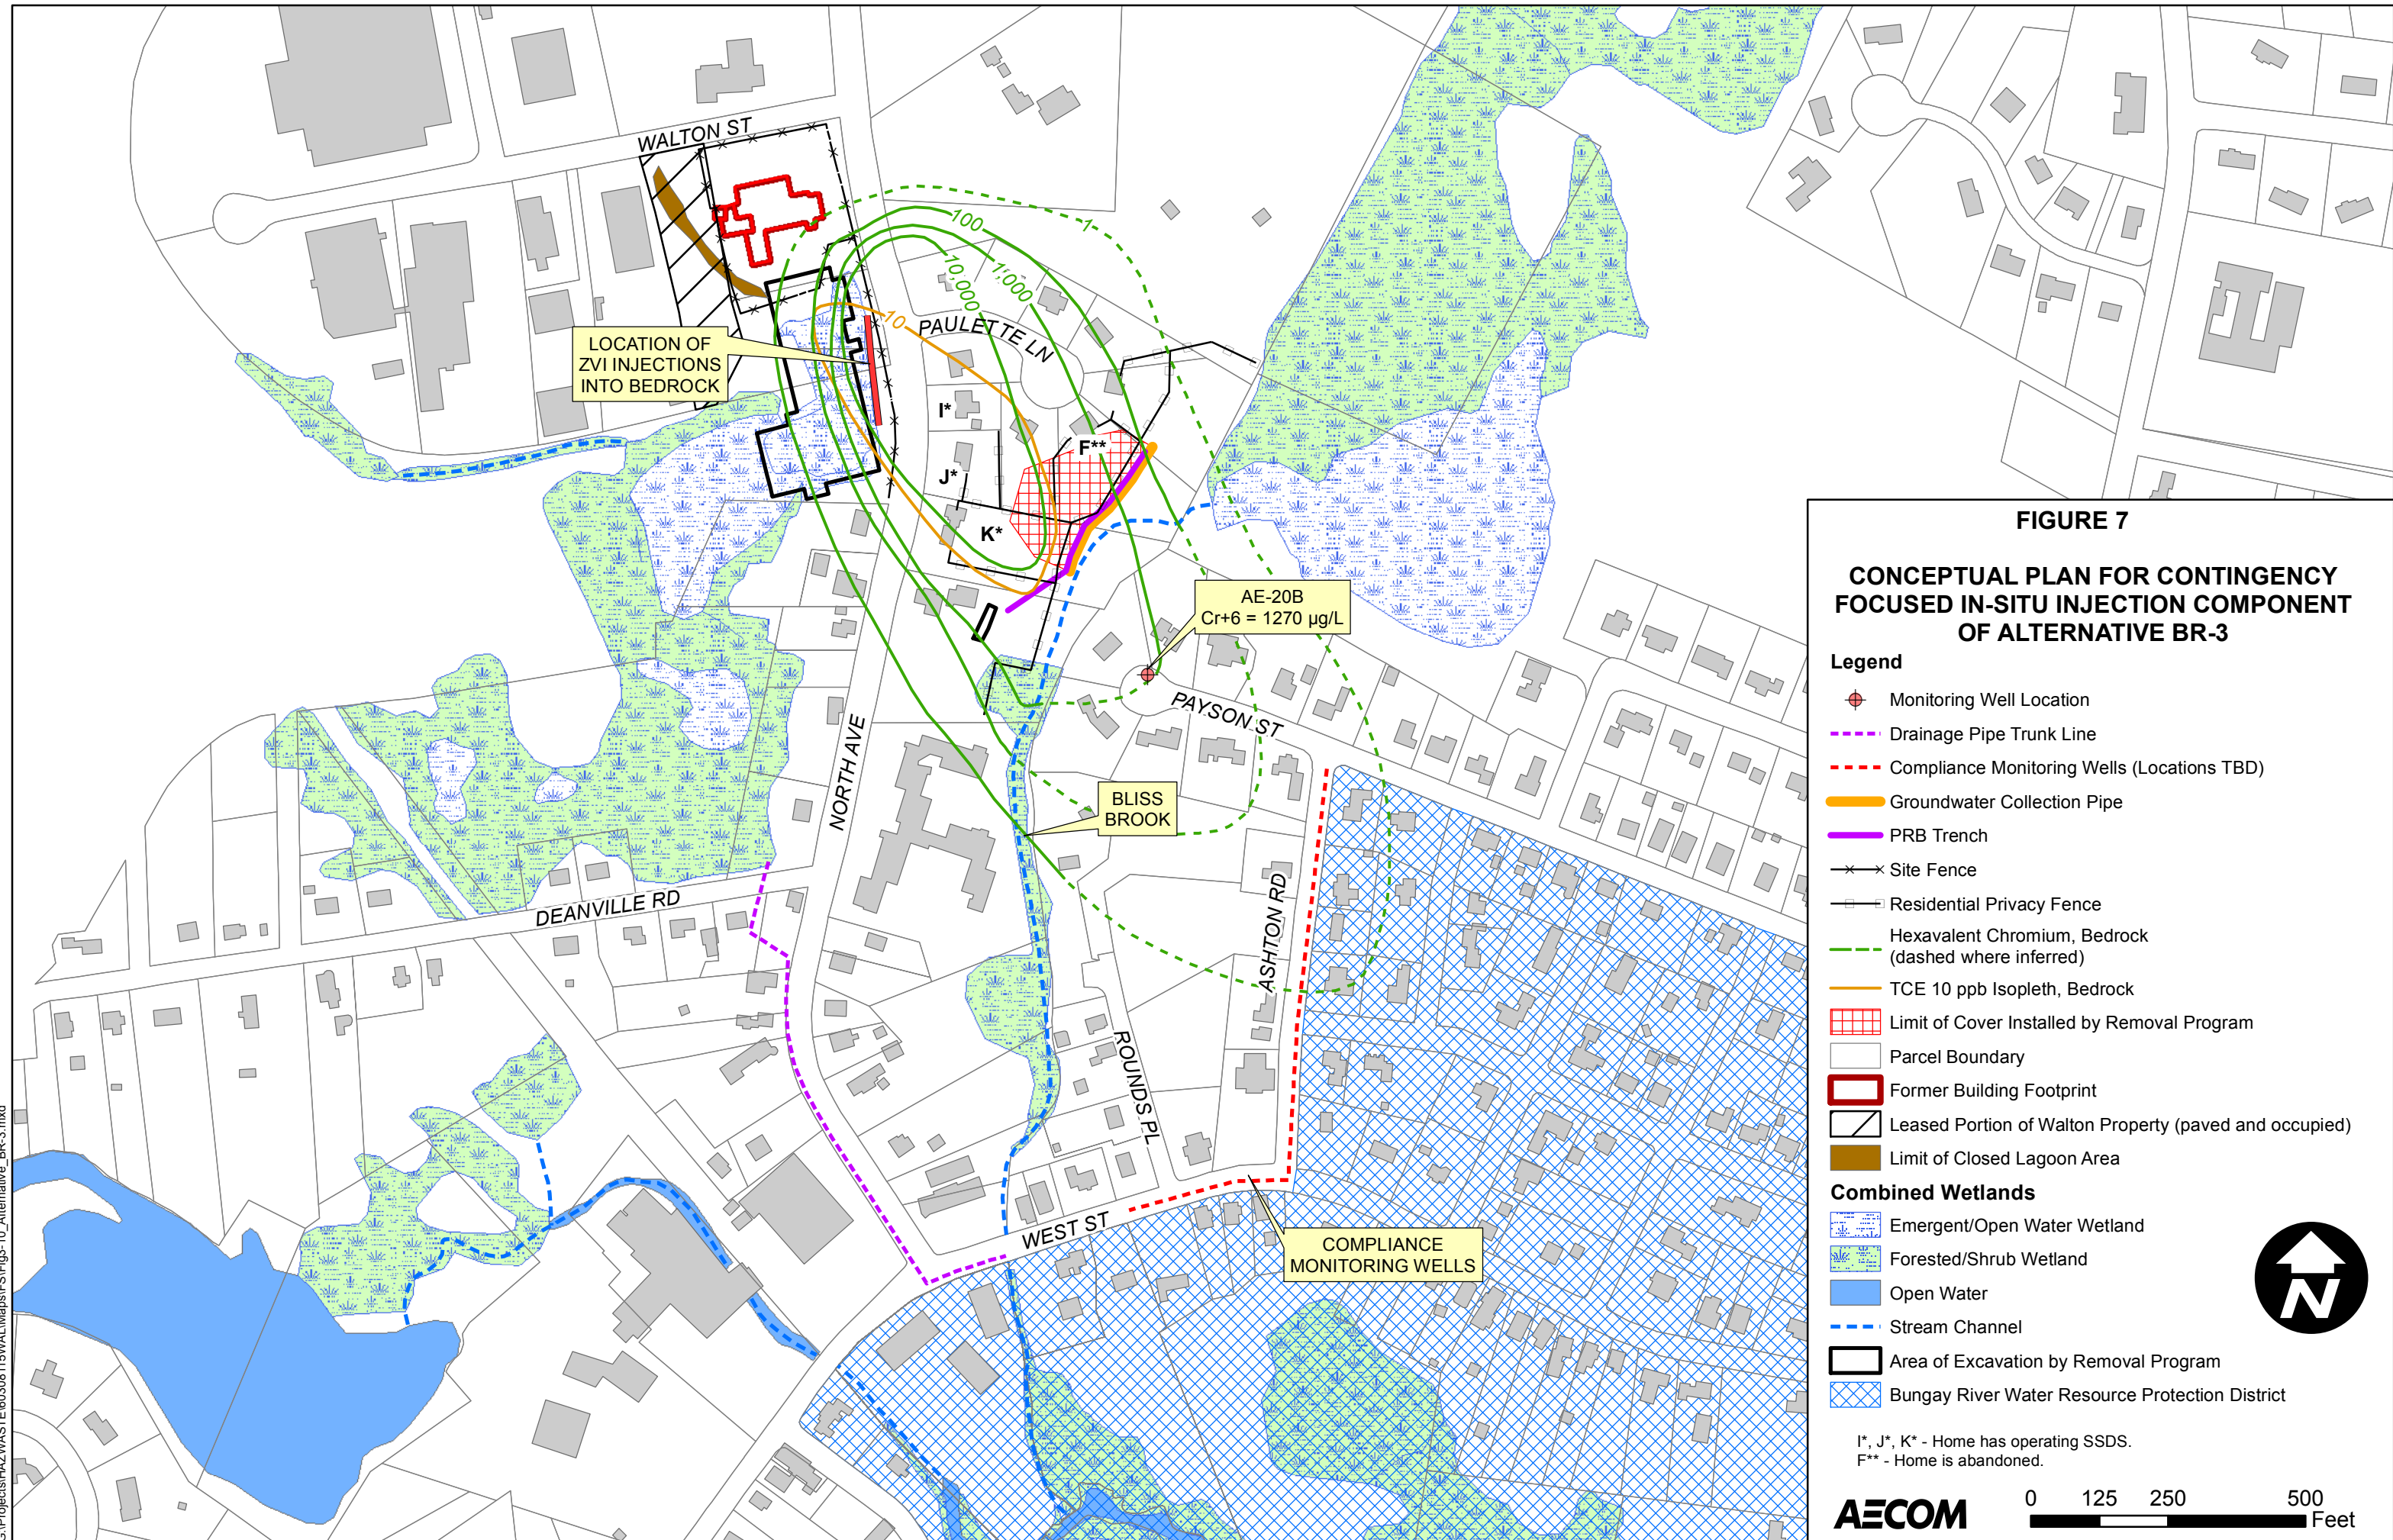 WALTON ST
100
1
1,000
10,000
10
PAULETTE LN
LOCATION OF
ZVI INJECTIONS
INTO BEDROCK
I*
F**
J*
K*
AE-20B
Cr+6 = 1270 µg/L
PAYSON ST
NORTH AVE
BLISS
BROOK
DEANVILLE RD
ASHTON RD
ROUNDS PL
WEST ST
COMPLIANCE
MONITORING WELLS
FIGURE 7
CONCEPTUAL PLAN FOR CONTINGENCY
FOCUSED IN-SITU INJECTION COMPONENT
OF ALTERNATIVE BR-3
Legend
Monitoring Well Location
Drainage Pipe Trunk Line
Compliance Monitoring Wells (Locations TBD)
Groundwater Collection Pipe
PRB Trench
Site Fence
Residential Privacy Fence
Hexavalent Chromium, Bedrock
(dashed where inferred)
TCE 10 ppb Isopleth, Bedrock
Limit of Cover Installed by Removal Program
Parcel Boundary
Former Building Footprint
Leased Portion of Walton Property (paved and occupied)
Limit of Closed Lagoon Area
Combined Wetlands
Emergent/Open Water Wetland
Forested/Shrub Wetland
Open Water
Stream Channel
Area of Excavation by Removal Program
Bungay River Water Resource Protection District
N
I*, J*, K* - Home has operating SSDS.
F** - Home is abandoned.
AECOM
0 125 250 500
Feet